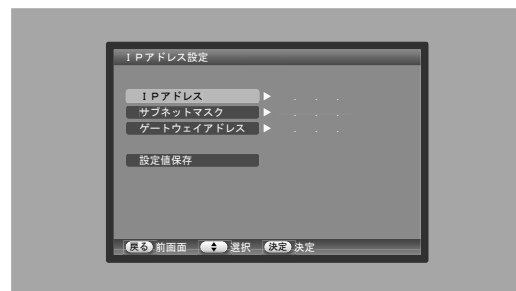 ＩＰアドレス設定
ＩＰアドレス ▶ . . .
サブネットマスク ▶ . . .
ゲートウェイアドレス ▶ . . .
設定値保存
戻る 前画面 選択 決定 決定